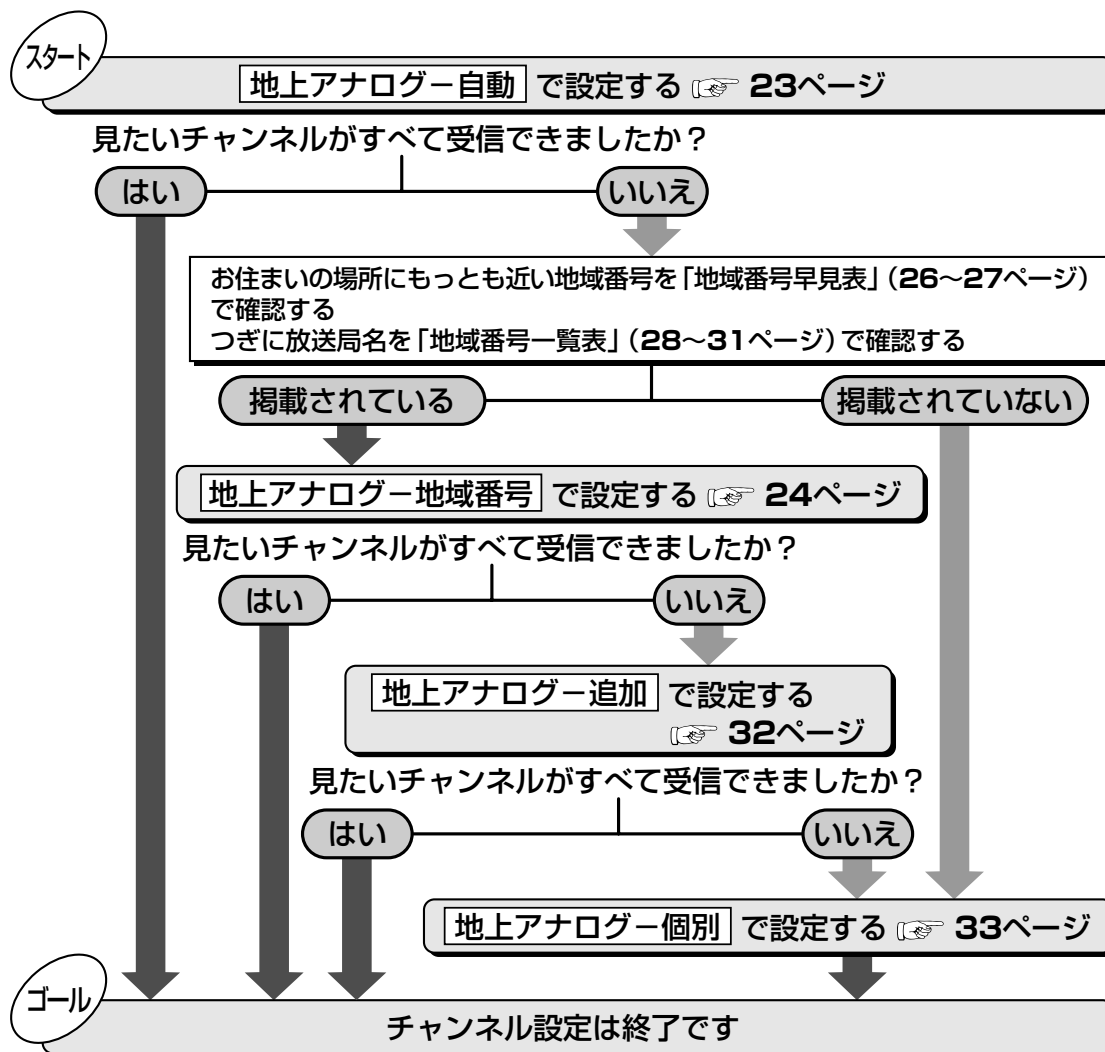 スタート
地上アナログー自動 で設定する ☞ 23ページ
見たいチャンネルがすべて受信できましたか？
はい いいえ
お住まいの場所にもっとも近い地域番号を「地域番号早見表」（26～27ページ）
で確認する
つぎに放送局名を「地域番号一覧表」（28～31ページ）で確認する
掲載されている 掲載されていない
地上アナログー地域番号 で設定する ☞ 24ページ
見たいチャンネルがすべて受信できましたか？
はい いいえ
地上アナログー追加 で設定する
☞ 32ページ
見たいチャンネルがすべて受信できましたか？
はい いいえ
地上アナログー個別 で設定する ☞ 33ページ
ゴール
チャンネル設定は終了です